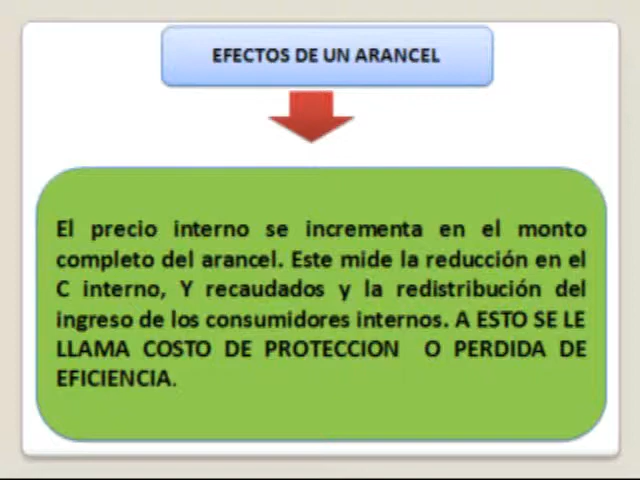 EFECTOS DE UN ARANCEL
El precio interno se incrementa en el monto
completo del arancel. Este mide la reducción en el
C interno, Y recaudados y la redistribución del
ingreso de los consumidores internos. A ESTO SE LE
LLAMA COSTO DE PROTECCION O PERDIDA DE
EFICIENCIA.